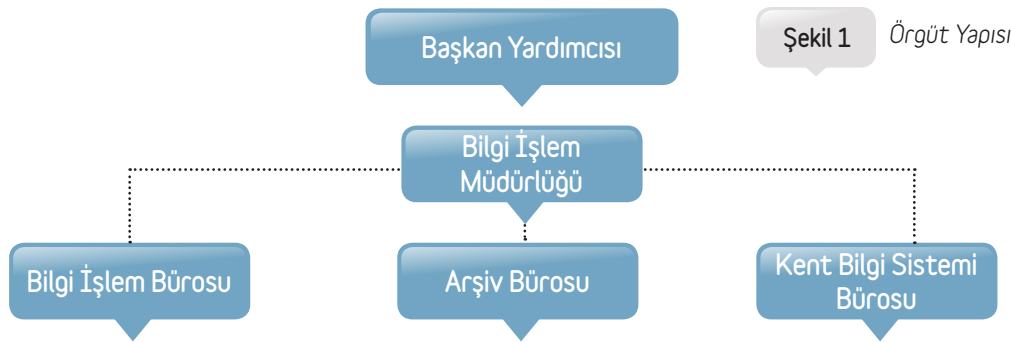 Başkan Yardımcısı
Şekil 1
Örgüt Yapısı
Bilgi İşlem
Müdürlüğü
Bilgi İşlem Bürosu
Arşiv Bürosu
Kent Bilgi Sistemi
Bürosu